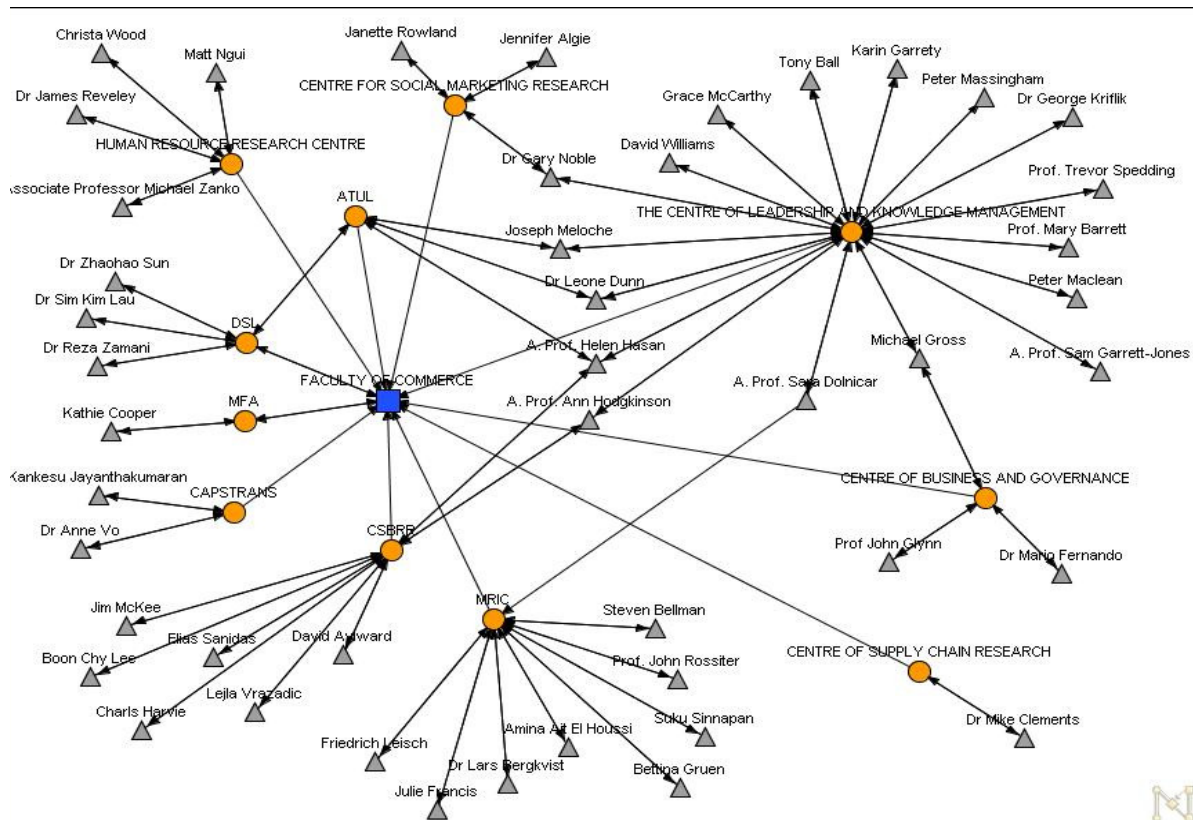 Christa Wood
Janette Rowland
Jennifer Algie
Karin Garrety
Matt Ngui
Tony Ball
Peter Massingham
CENTRE FOR SOCIAL MARKETING RESEARCH
Dr James Reveley
Grace McCarthy
Dr George Kriflik
HUMAN RESOURCE RESEARCH CENTRE
Dr Gary Noble
David Williams
Associate Professor Michael Zanko
Prof. Trevor Spedding
ATUL
THE CENTRE OF LEADERSHIP AND KNOWLEDGE MANAGEMENT
Joseph Meloche
Prof. Mary Barrett
Dr Zhaohao Sun
Dr Leone Dunn
Peter Maclean
Dr Sim Kim Lau
DSL
Dr Reza Zamani
A. Prof. Helen Hasan
Michael Gross
A. Prof. Sam Garrett-Jones
FACULTY OF COMMERCE
A. Prof. Sara Dolnicar
MFA
Kathie Cooper
A. Prof. Ann Hodgkinson
Kankesu Jayanthakumaran
CAPSTRANS
CENTRE OF BUSINESS AND GOVERNANCE
Dr Anne Vo
CSBRR
Prof John Glynn
Dr Mario Fernando
Jim McKee
MRIC
Steven Bellman
Elias Sanidas
David Aylward
Boon Chy Lee
Prof. John Rossiter
CENTRE OF SUPPLY CHAIN RESEARCH
Lejla Vrazadic
Charls Harvie
Amina Ait El Houssi
Suku Sinnapan
Dr Mike Clements
Friedrich Leisch
Dr Lars Bergkvist
Bettina Gruen
Julie Francis